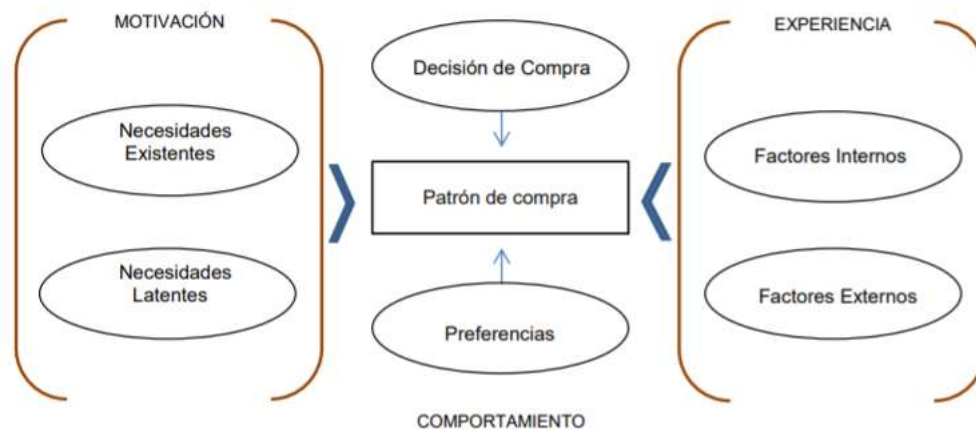 MOTIVACIÓN
EXPERIENCIA
Decisión de Compra
Necesidades
Existentes
Factores Internos
Patrón de compra
Necesidades
Latentes
Factores Externos
Preferencias
COMPORTAMIENTO